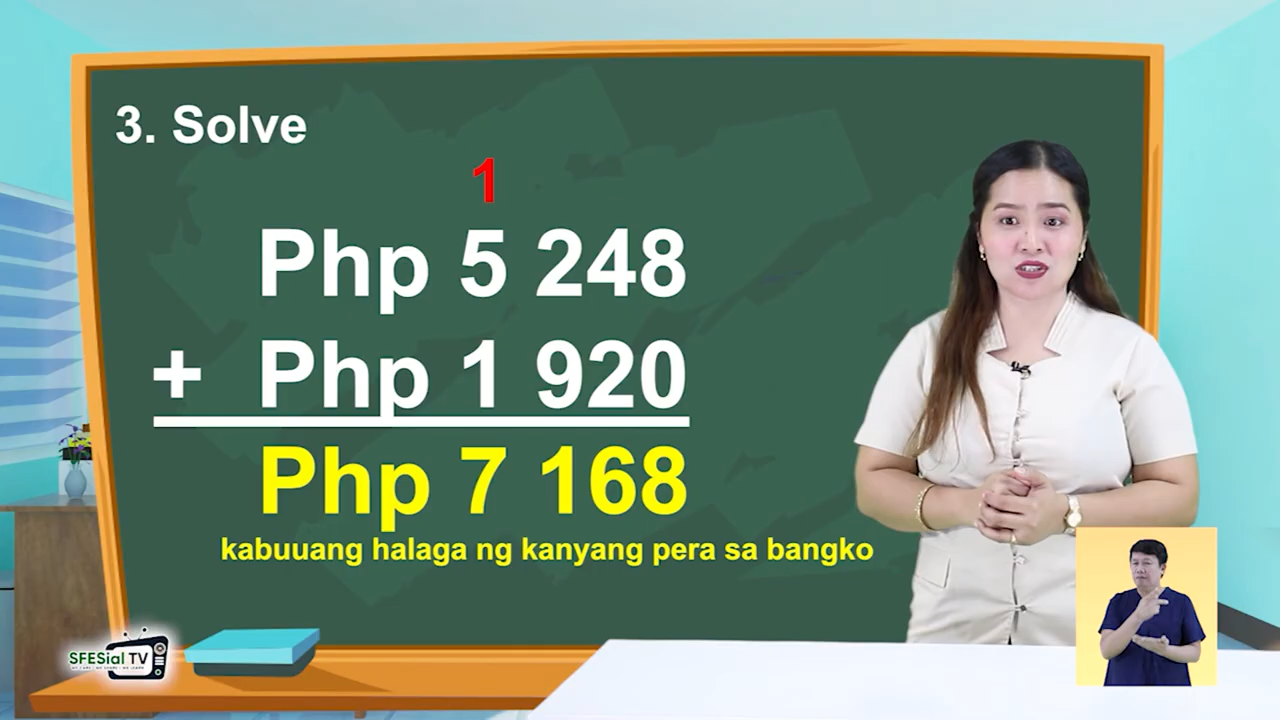 3. Solve
1
Php 5 248
+ Php 1 920
Php 7 168
kabuuang halaga ng kanyang pera sa bangko
SFESial TV